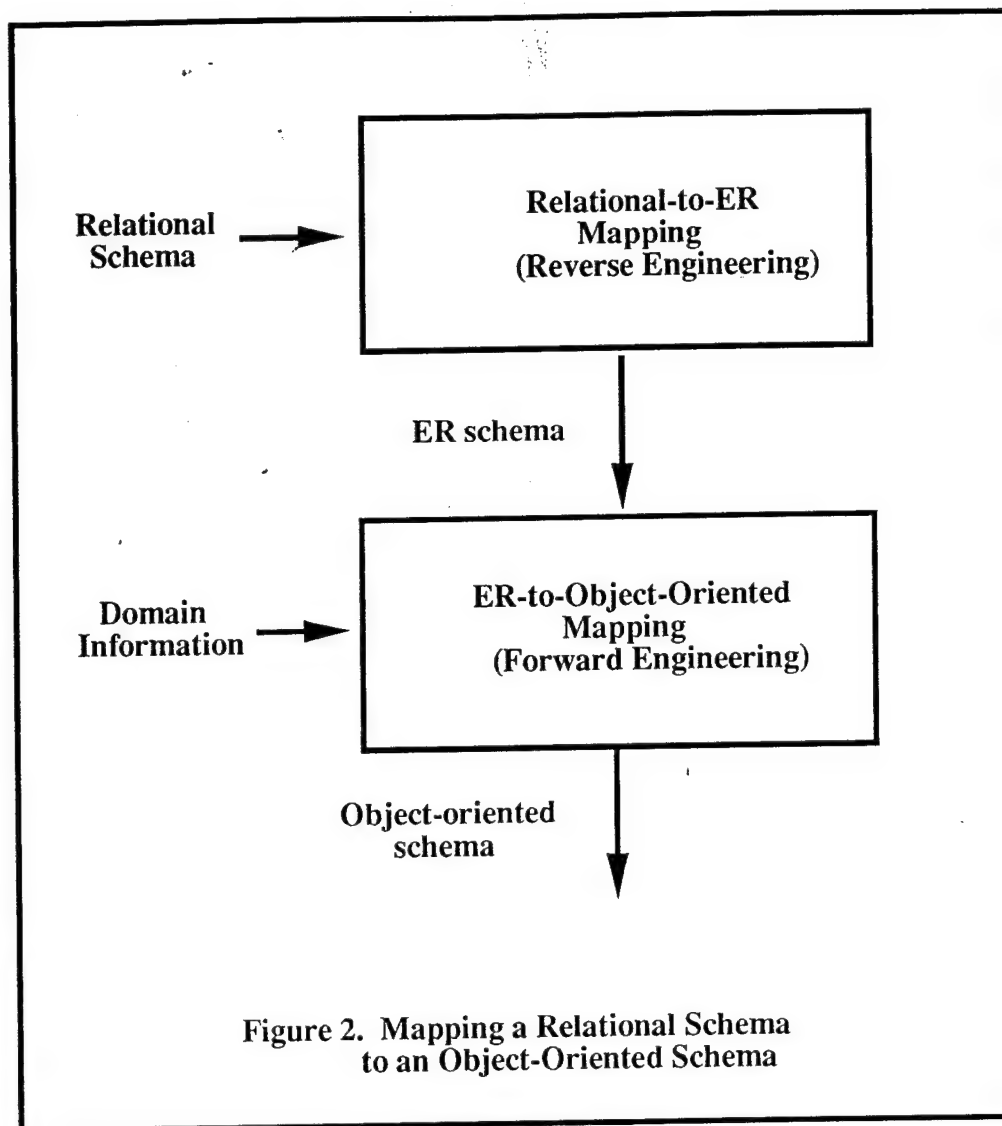 Relational
Schema
Relational-to-ER
Mapping
(Reverse Engineering)
ER schema
Domain
Information
ER-to-Object-Oriented
Mapping
(Forward Engineering)
Object-oriented
schema
Figure 2. Mapping a Relational Schema
to an Object-Oriented Schema